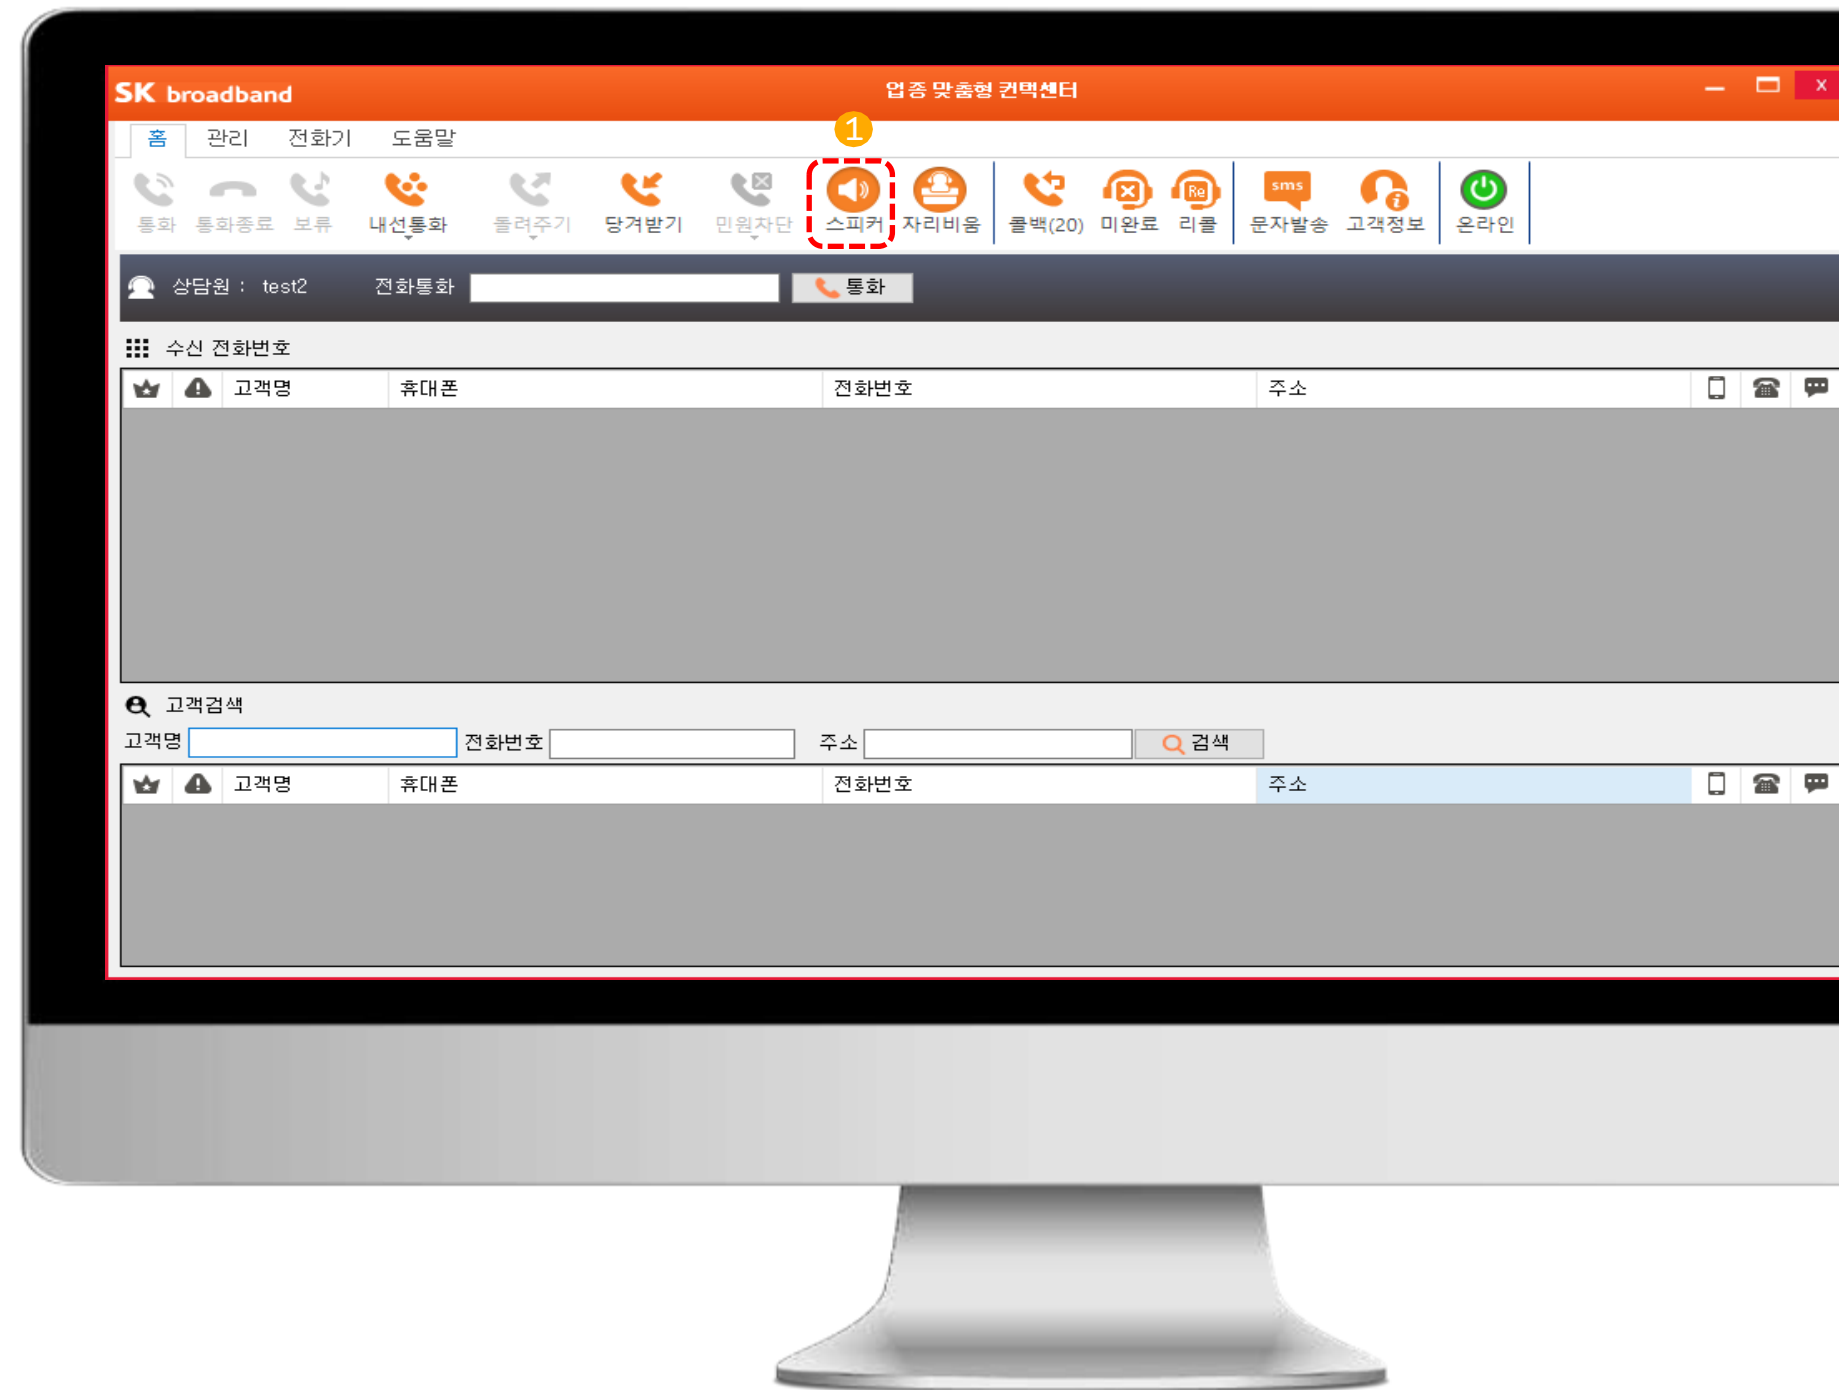 SK broadband
업종 맞춤형 컨택센터
X
홈 관리 전화기 도움말
1
sms
Re
통화 통화종료 보류 내선통화 돌려주기 당겨받기 민원차단 스피커 자리비움 콜백(20) 미완료 리콜 문자발송 고객정보 온라인
상담원 : test2 전화통화 통화
수신 전화번호
고객명 휴대폰 전화번호 주소
고객검색
고객명 전화번호 주소 검색
고객명 휴대폰 전화번호 주소